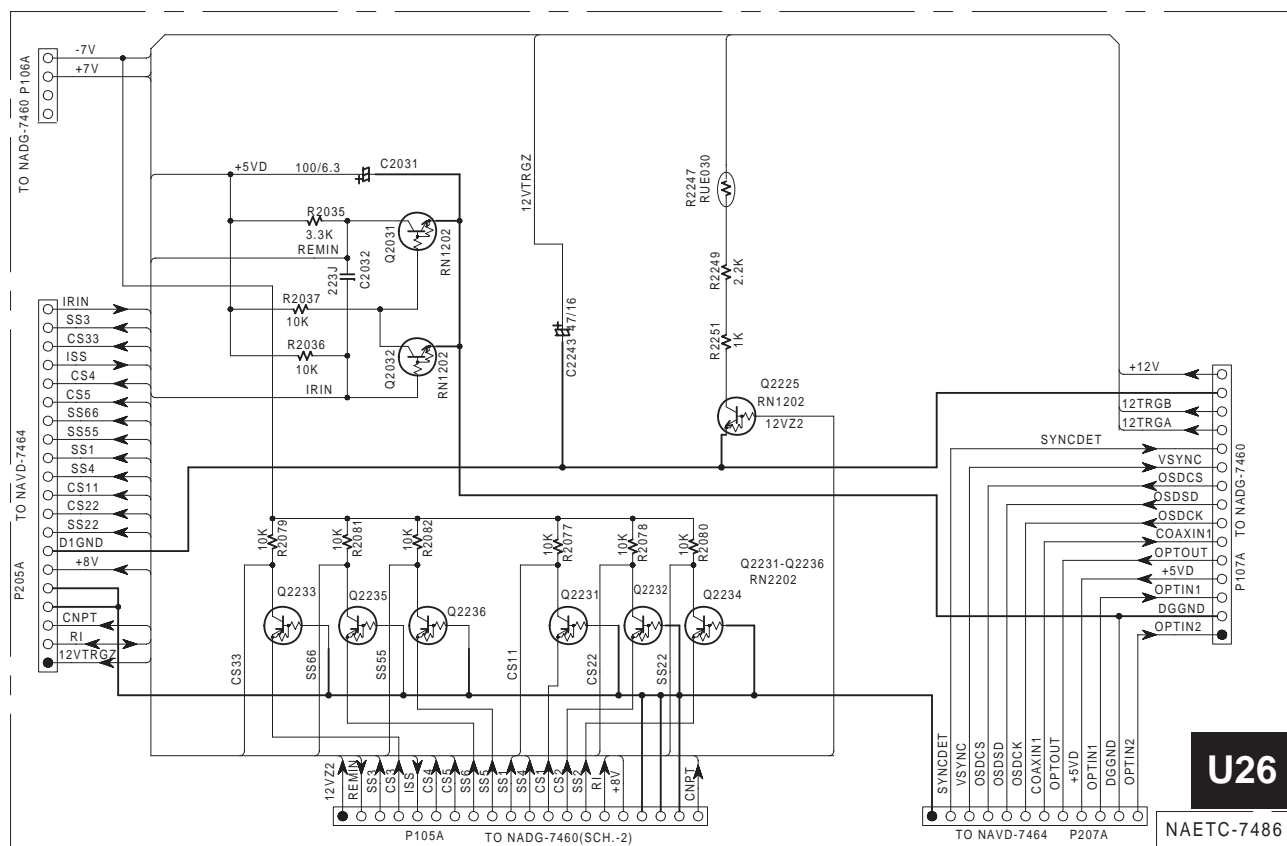 -7V
+7V
TO NADG-7460 P106A
+5VD
100/6.3
C2031
R2035
3.3K
REMIN
223J
C2032
Q2031
RN1202
R2037
10K
R2036
10K
Q2032
RN1202
IRIN
12VTRGZ
C2243 47/16
R2247
RUE030
R2249
2.2K
R2251
1K
Q2225
RN1202
12VZ2
IRIN
SS3
CS33
ISS
CS4
CS5
SS66
SS55
SS1
SS4
CS11
CS22
SS22
D1GND
+8V
CNPT
RI
12VTRGZ
P205A
TO NAVD-7464
+12V
12TRGB
12TRGA
SYNCDET
VSYNC
OSDCS
OSDSD
OSDCK
COAXIN1
OPTOUT
+5VD
OPTIN1
DGGND
OPTIN2
P107A
TO NADG-7460
10K
R2079
10K
R2081
10K
R2082
10K
R2077
10K
R2078
10K
R2080
Q2231-Q2236
RN2202
Q2233
Q2235
Q2236
Q2231
Q2232
Q2234
CS33
SS66
SS55
CS11
CS22
SS22
12VZ2
REMIN
SS3
CS3
ISS
CS4
CS5
SS6
SS5
SS1
SS4
CS1
CS2
SS2
RI
+8V
CNPT
P105A
TO NADG-7460(SCH.-2)
SYNCDET
VSYNC
OSDCS
OSDSD
OSDCK
COAXIN1
OPTOUT
+5VD
OPTIN1
DGGND
OPTIN2
TO NAVD-7464
P207A
U26
NAETC-7486